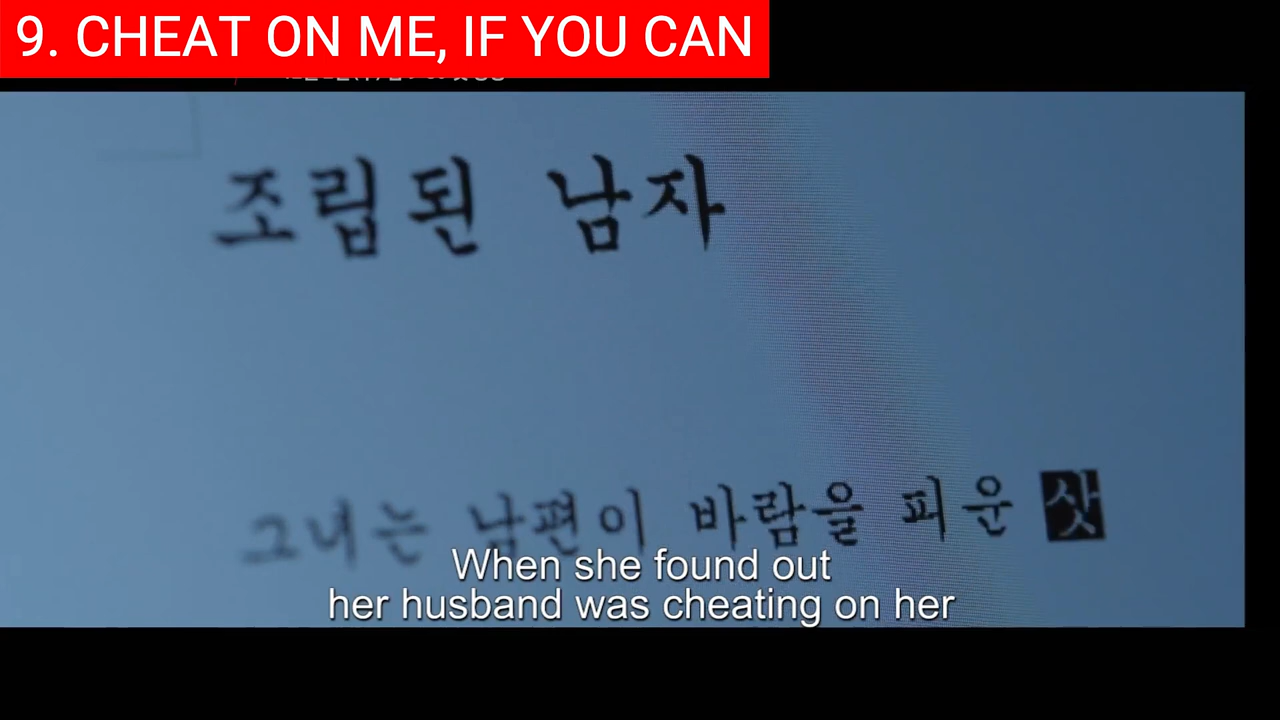 9. CHEAT ON ME, IF YOU CAN
조립된 남자
그녀는 남편이 바람을 피운 삿
When she found out
her husband was cheating on her